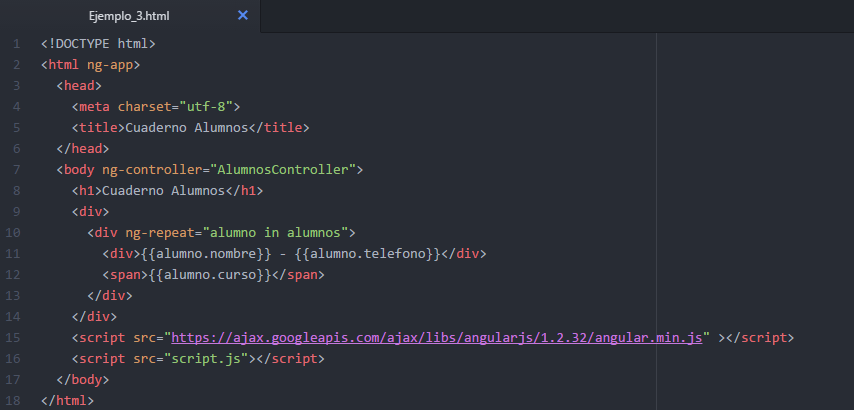 Ejemplo_3.html ×
1 <!DOCTYPE html>
2 <html ng-app>
3   <head>
4     <meta charset="utf-8">
5     <title>Cuaderno Alumnos</title>
6   </head>
7   <body ng-controller="AlumnosController">
8     <h1>Cuaderno Alumnos</h1>
9     <div>
10       <div ng-repeat="alumno in alumnos">
11         <div>{{alumno.nombre}} - {{alumno.telefono}}</div>
12         <span>{{alumno.curso}}</span>
13       </div>
14     </div>
15     <script src="https://ajax.googleapis.com/ajax/libs/angularjs/1.2.32/angular.min.js" ></script>
16     <script src="script.js"></script>
17   </body>
18 </html>